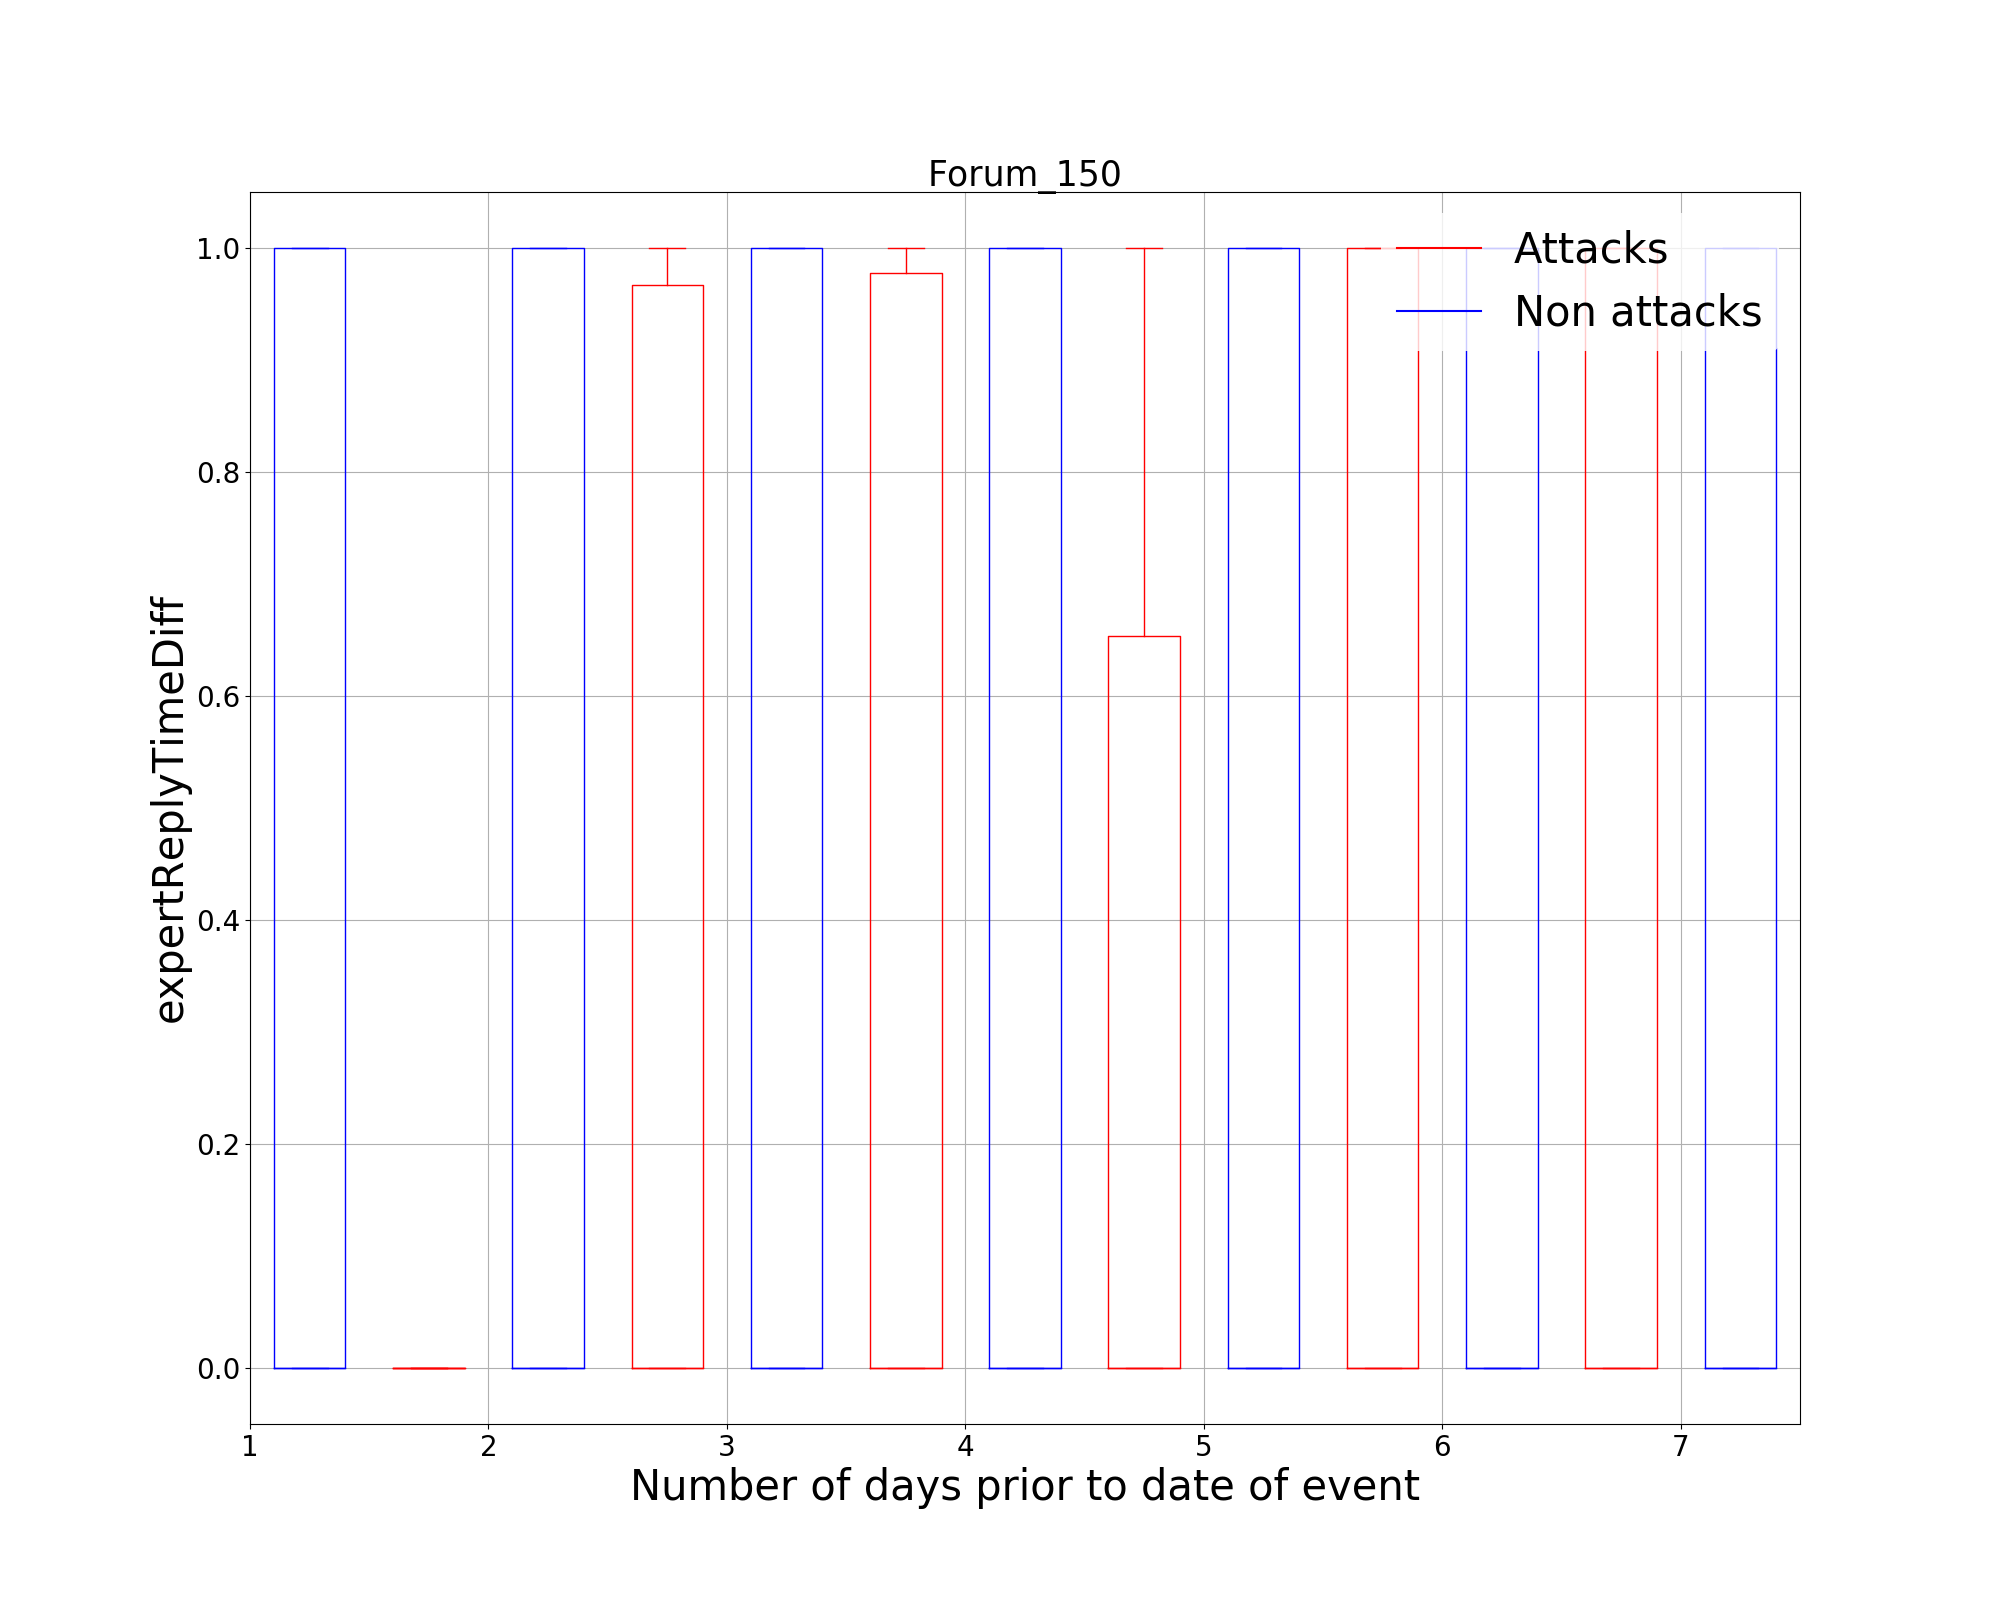 Forum_150
Attacks
Non attacks
expertReplyTimeDiff
1.0
0.8
0.6
0.4
0.2
0.0
1 2 3 4 5 6 7
Number of days prior to date of event